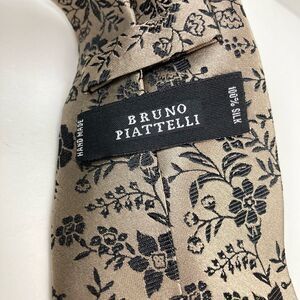 HAND MADE
BRUNO
PIATTELLI
100% SILK